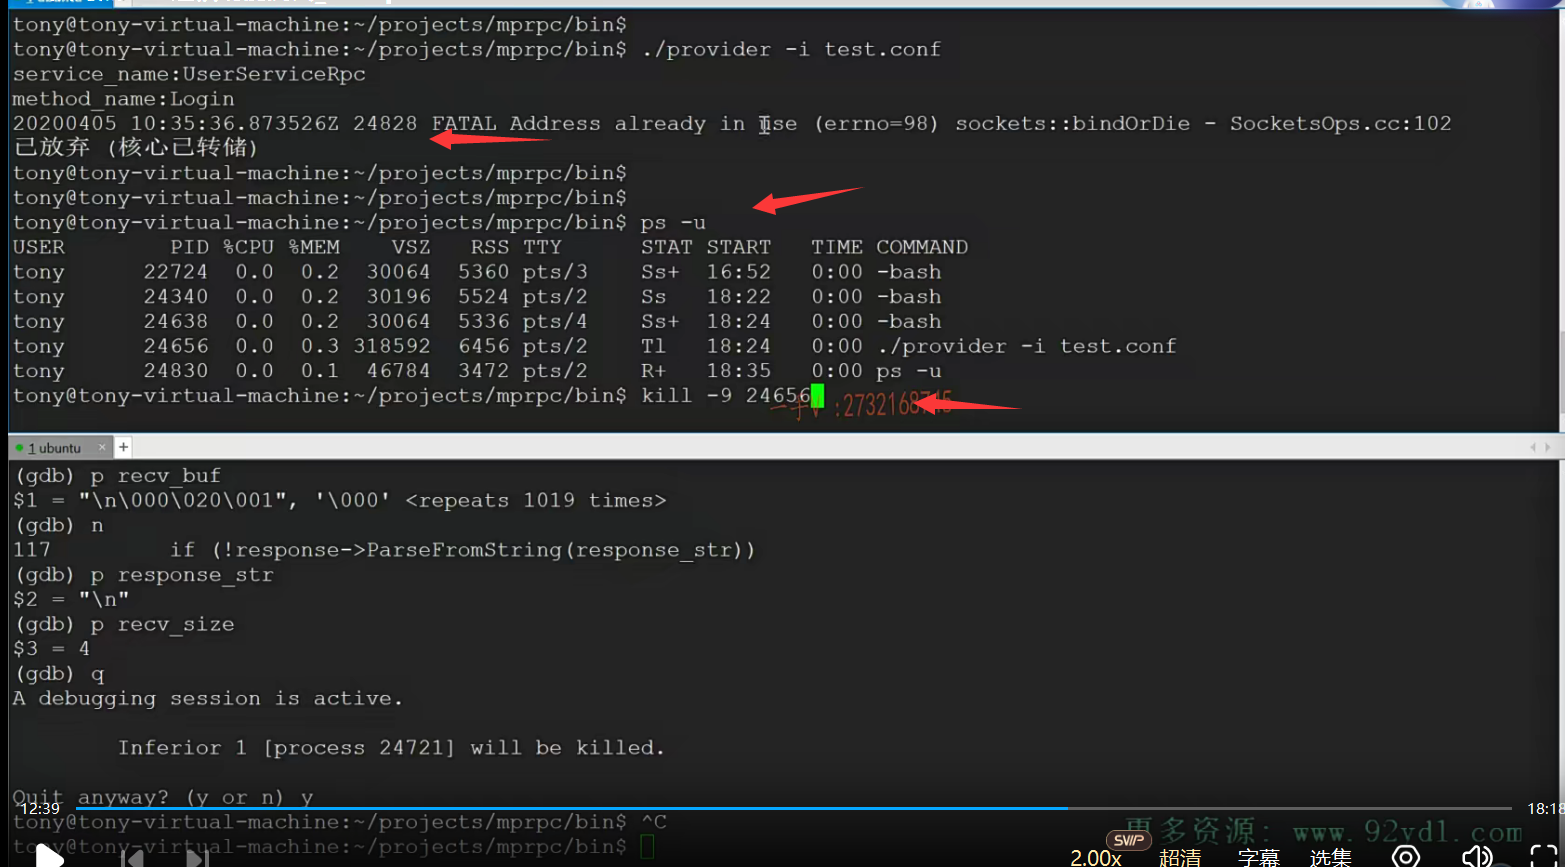 tony@tony-virtual-machine:~/projects/mprpc/bin$
tony@tony-virtual-machine:~/projects/mprpc/bin$ ./provider -i test.conf
service_name:UserServiceRpc
method_name:Login
20200405 10:35:36.873526Z 24828 FATAL Address already in use (errno=98) sockets::bindOrDie - SocketsOps.cc:102
已放弃 (核心已转储)
tony@tony-virtual-machine:~/projects/mprpc/bin$
tony@tony-virtual-machine:~/projects/mprpc/bin$
tony@tony-virtual-machine:~/projects/mprpc/bin$ ps -u
USER PID %CPU %MEM VSZ RSS TTY STAT START TIME COMMAND
tony 22724 0.0 0.2 30064 5360 pts/3 Ss+ 16:52 0:00 -bash
tony 24340 0.0 0.2 30196 5524 pts/2 Ss 18:22 0:00 -bash
tony 24638 0.0 0.2 30064 5336 pts/4 Ss+ 18:24 0:00 -bash
tony 24656 0.0 0.3 318592 6456 pts/2 Tl 18:24 0:00 ./provider -i test.conf
tony 24830 0.0 0.1 46784 3472 pts/2 R+ 18:35 0:00 ps -u
tony@tony-virtual-machine:~/projects/mprpc/bin$ kill -9 24656
1 ubuntu × +
(gdb) p recv_buf
$1 = "\n\000\020\001", '\000' <repeats 1019 times>
(gdb) n
117 if (!response->ParseFromString(response_str))
(gdb) p response_str
$2 = "\n"
(gdb) p recv_size
$3 = 4
(gdb) q
A debugging session is active.
Inferior 1 [process 24721] will be killed.
Quit anyway? (y or n) y
12:39
18:18
tony@tony-virtual-machine:~/projects/mprpc/bin$ ^C
tony@tony-virtual-machine:~/projects/mprpc/bin$
更多资源: www.92vdl.com
SVIP
2.00x 超清 字幕 选集